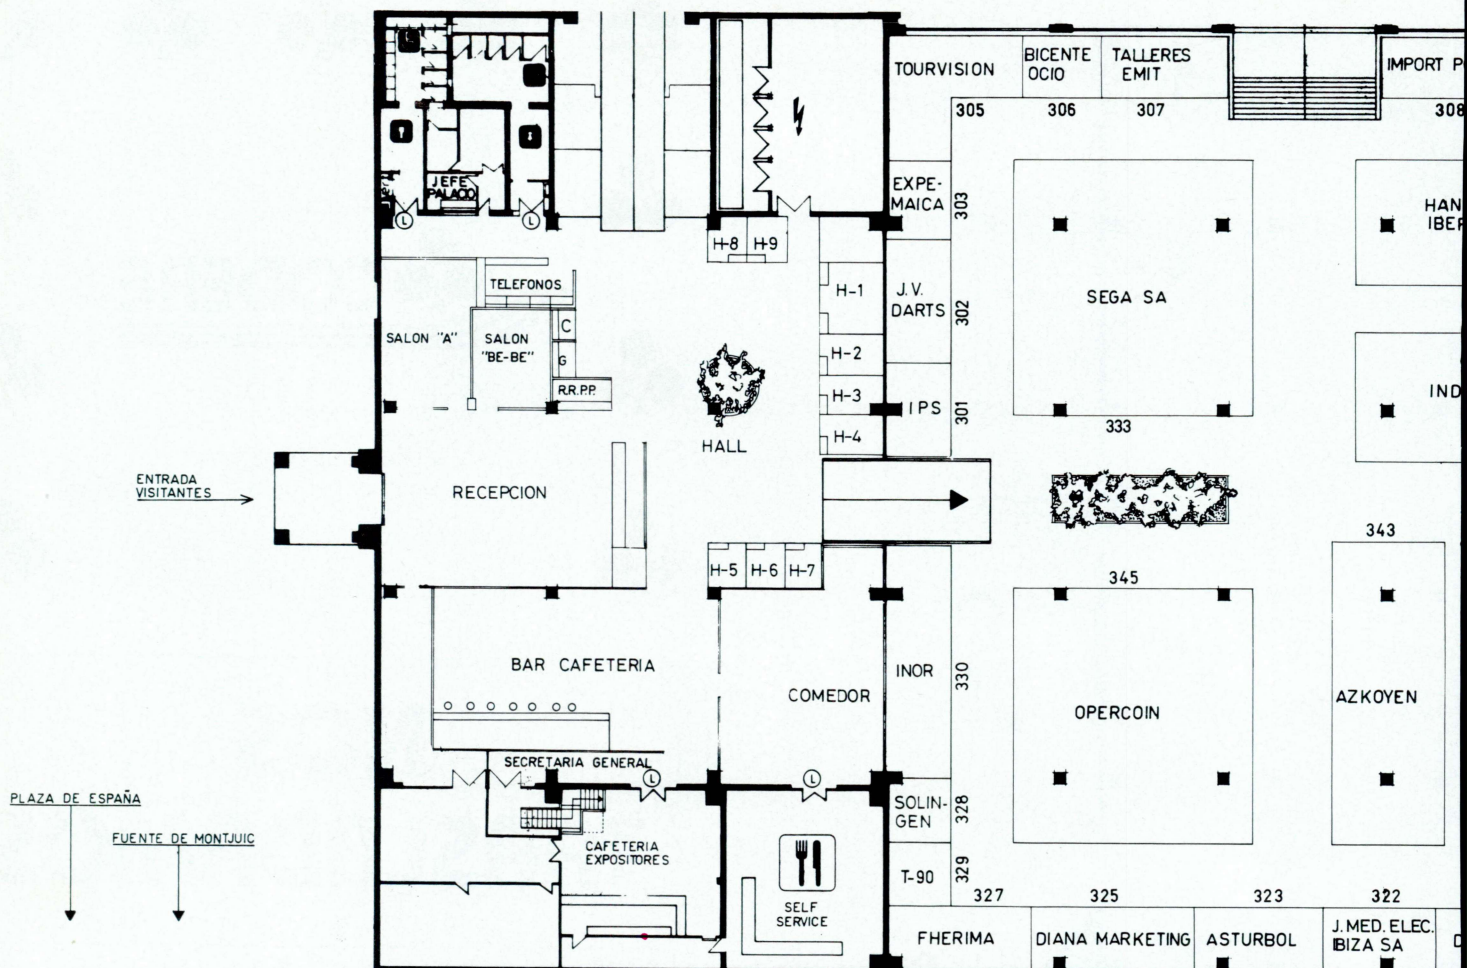 TOURVISION
BICENTE
OCIO
TALLERES
EMIT
IMPORT P
305
306
307
308
JEFE
PALACIO
L
L
EXPE-
MAICA
303
HAN
IBER
H-8
H-9
TELEFONOS
H-1
J.V.
DARTS
302
SEGA SA
SALON "A"
SALON
"BE-BE"
C
G
R.R.P.P.
H-2
H-3
H-4
IPS
301
IND
333
HALL
ENTRADA
VISITANTES
RECEPCION
343
H-5
H-6
H-7
345
BAR CAFETERIA
COMEDOR
INOR
330
OPERCOIN
AZKOYEN
SECRETARIA GENERAL
L
L
PLAZA DE ESPAÑA
FUENTE DE MONTJUIC
SOLIN-
GEN
328
CAFETERIA
EXPOSITORES
T-90
329
327
325
323
322
SELF
SERVICE
FHERIMA
DIANA MARKETING
ASTURBOL
J.MED. ELEC.
IBIZA SA